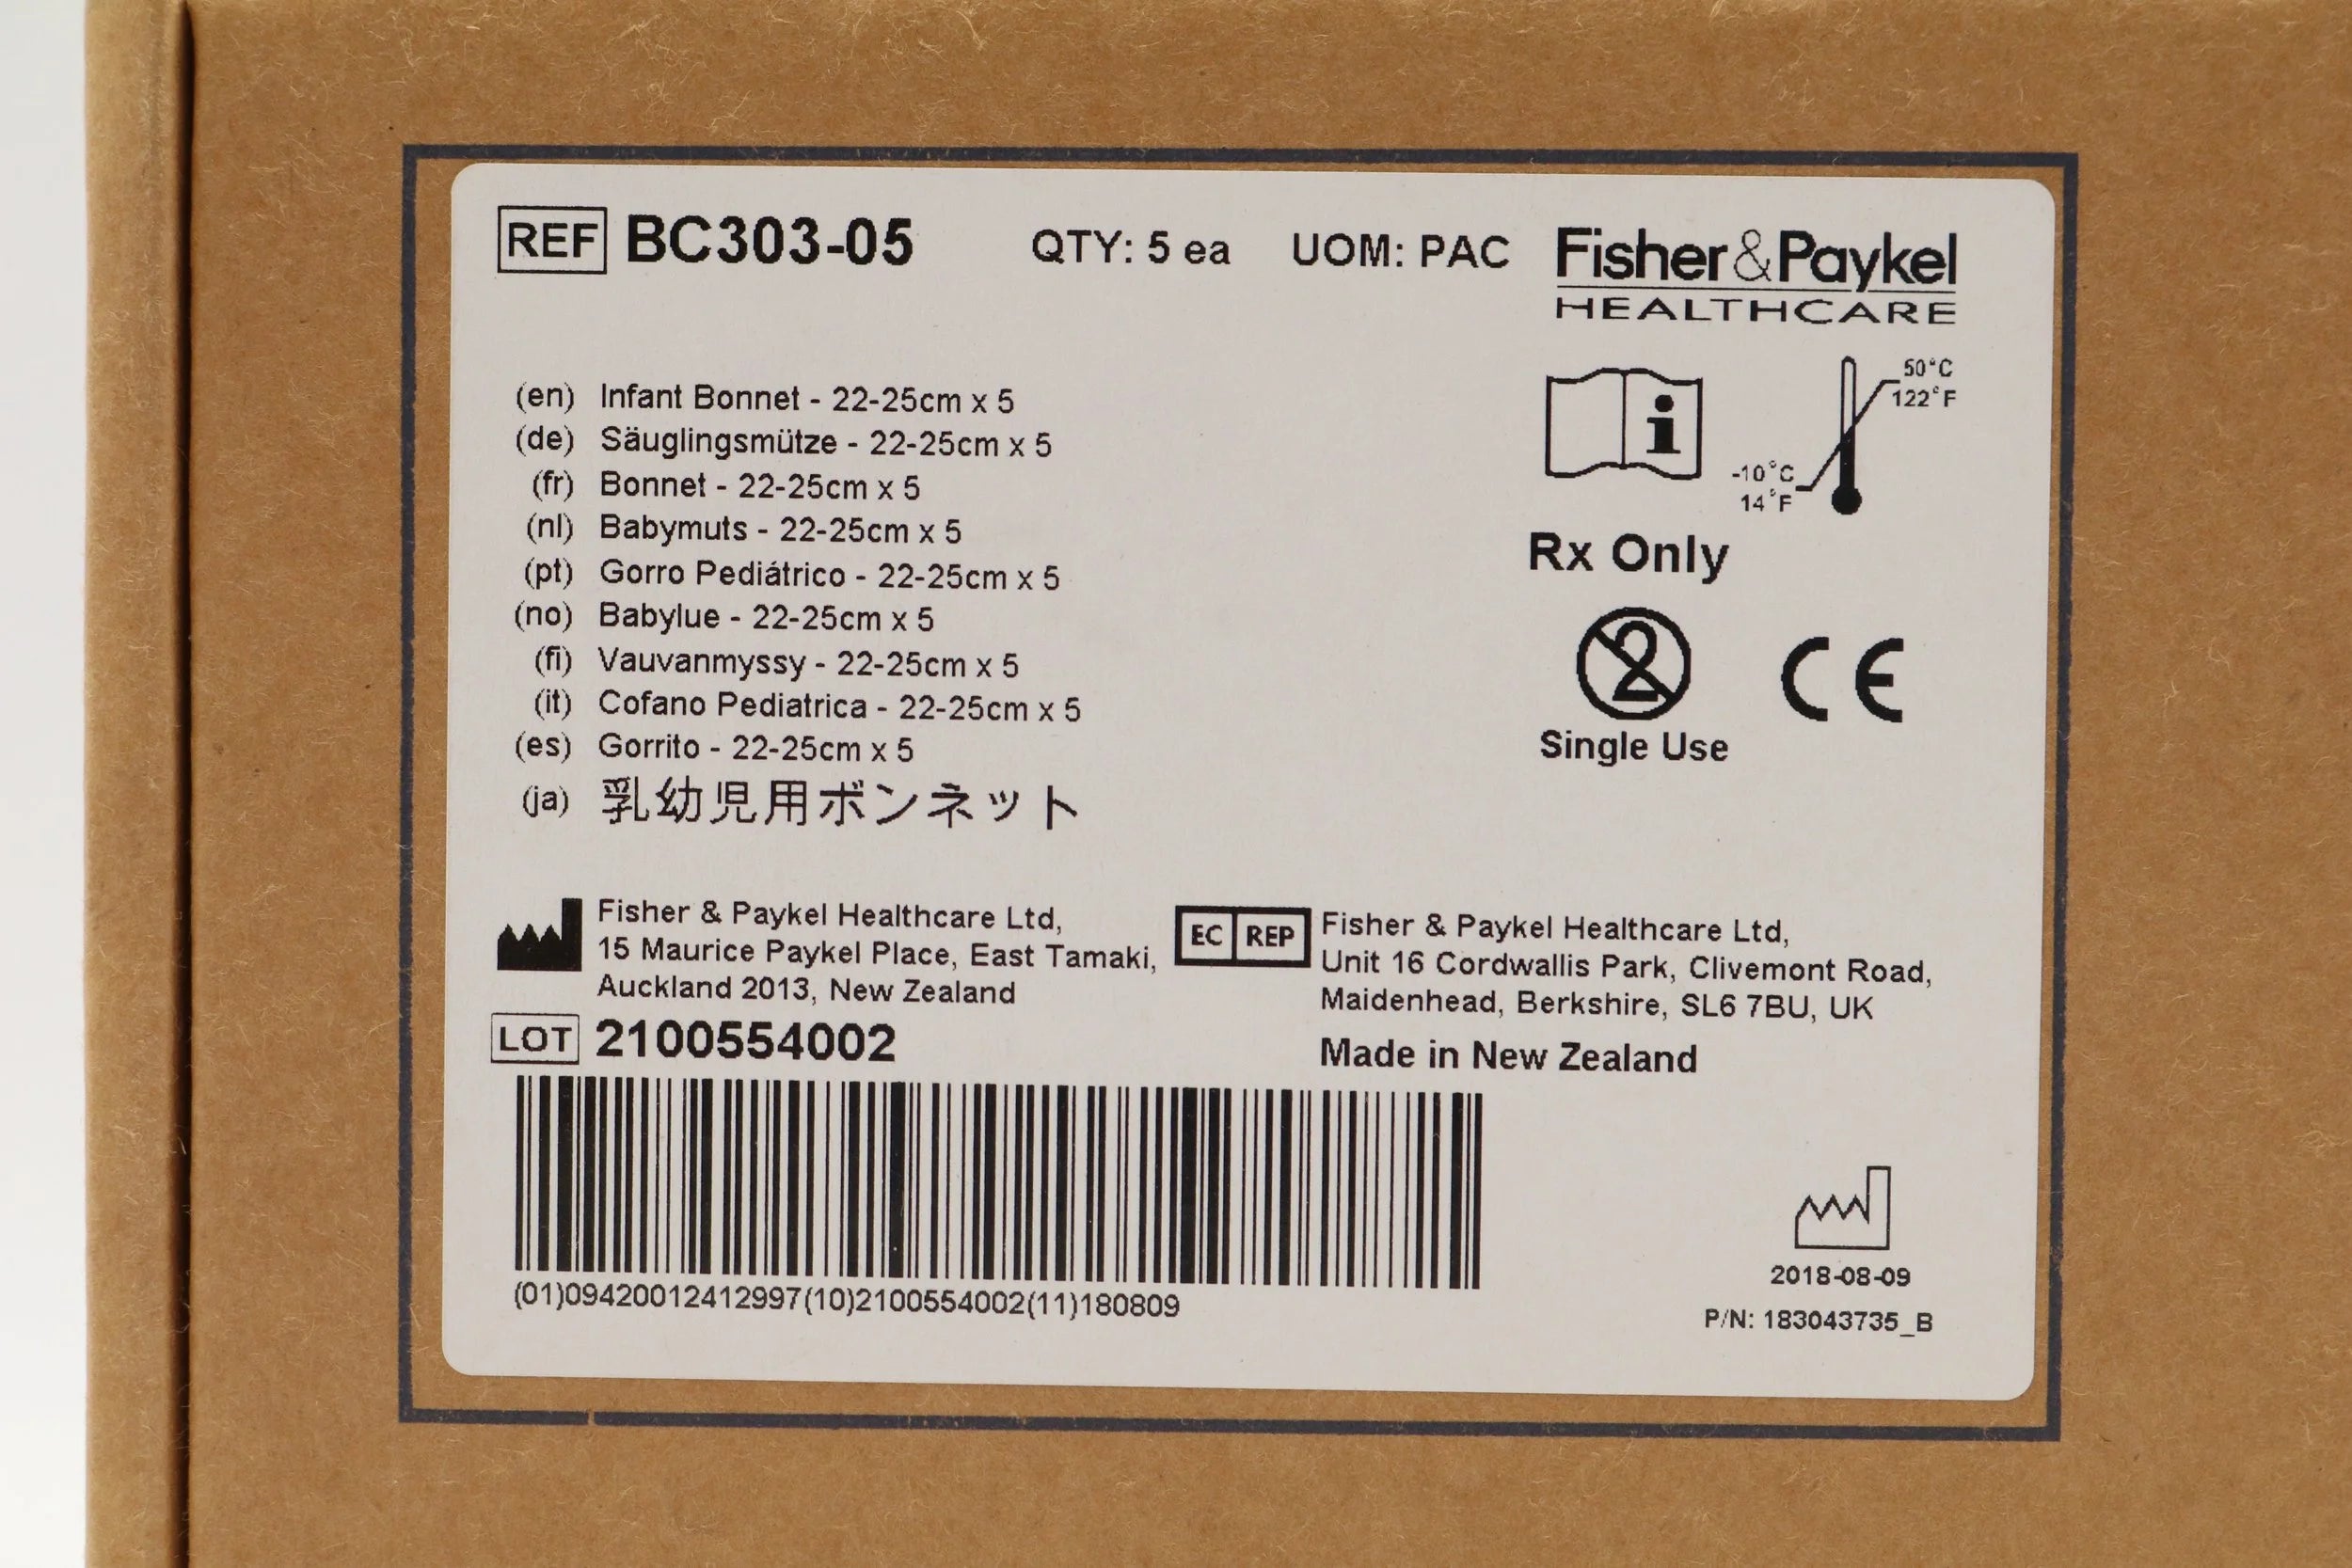 REF BC303-05 QTY: 5 ea UOM: PAC
Fisher&Paykel
HEALTHCARE
(en) Infant Bonnet - 22-25cm x 5
(de) Säuglingsmütze - 22-25cm x 5
(fr) Bonnet - 22-25cm x 5
(nl) Babymuts - 22-25cm x 5
(pt) Gorro Pediátrico - 22-25cm x 5
(no) Babylue - 22-25cm x 5
(fi) Vauvanmyssy - 22-25cm x 5
(it) Cofano Pediatrica - 22-25cm x 5
(es) Gorrito - 22-25cm x 5
(ja) 乳幼児用ボンネット
i
50°C
122°F
-10°C
14°F
Rx Only
2
Single Use
CE
Fisher & Paykel Healthcare Ltd,
15 Maurice Paykel Place, East Tamaki,
Auckland 2013, New Zealand
EC REP
Fisher & Paykel Healthcare Ltd,
Unit 16 Cordwallis Park, Clivemont Road,
Maidenhead, Berkshire, SL6 7BU, UK
LOT 2100554002
Made in New Zealand
(01)09420012412997(10)2100554002(11)180809
2018-08-09
P/N: 183043735_B